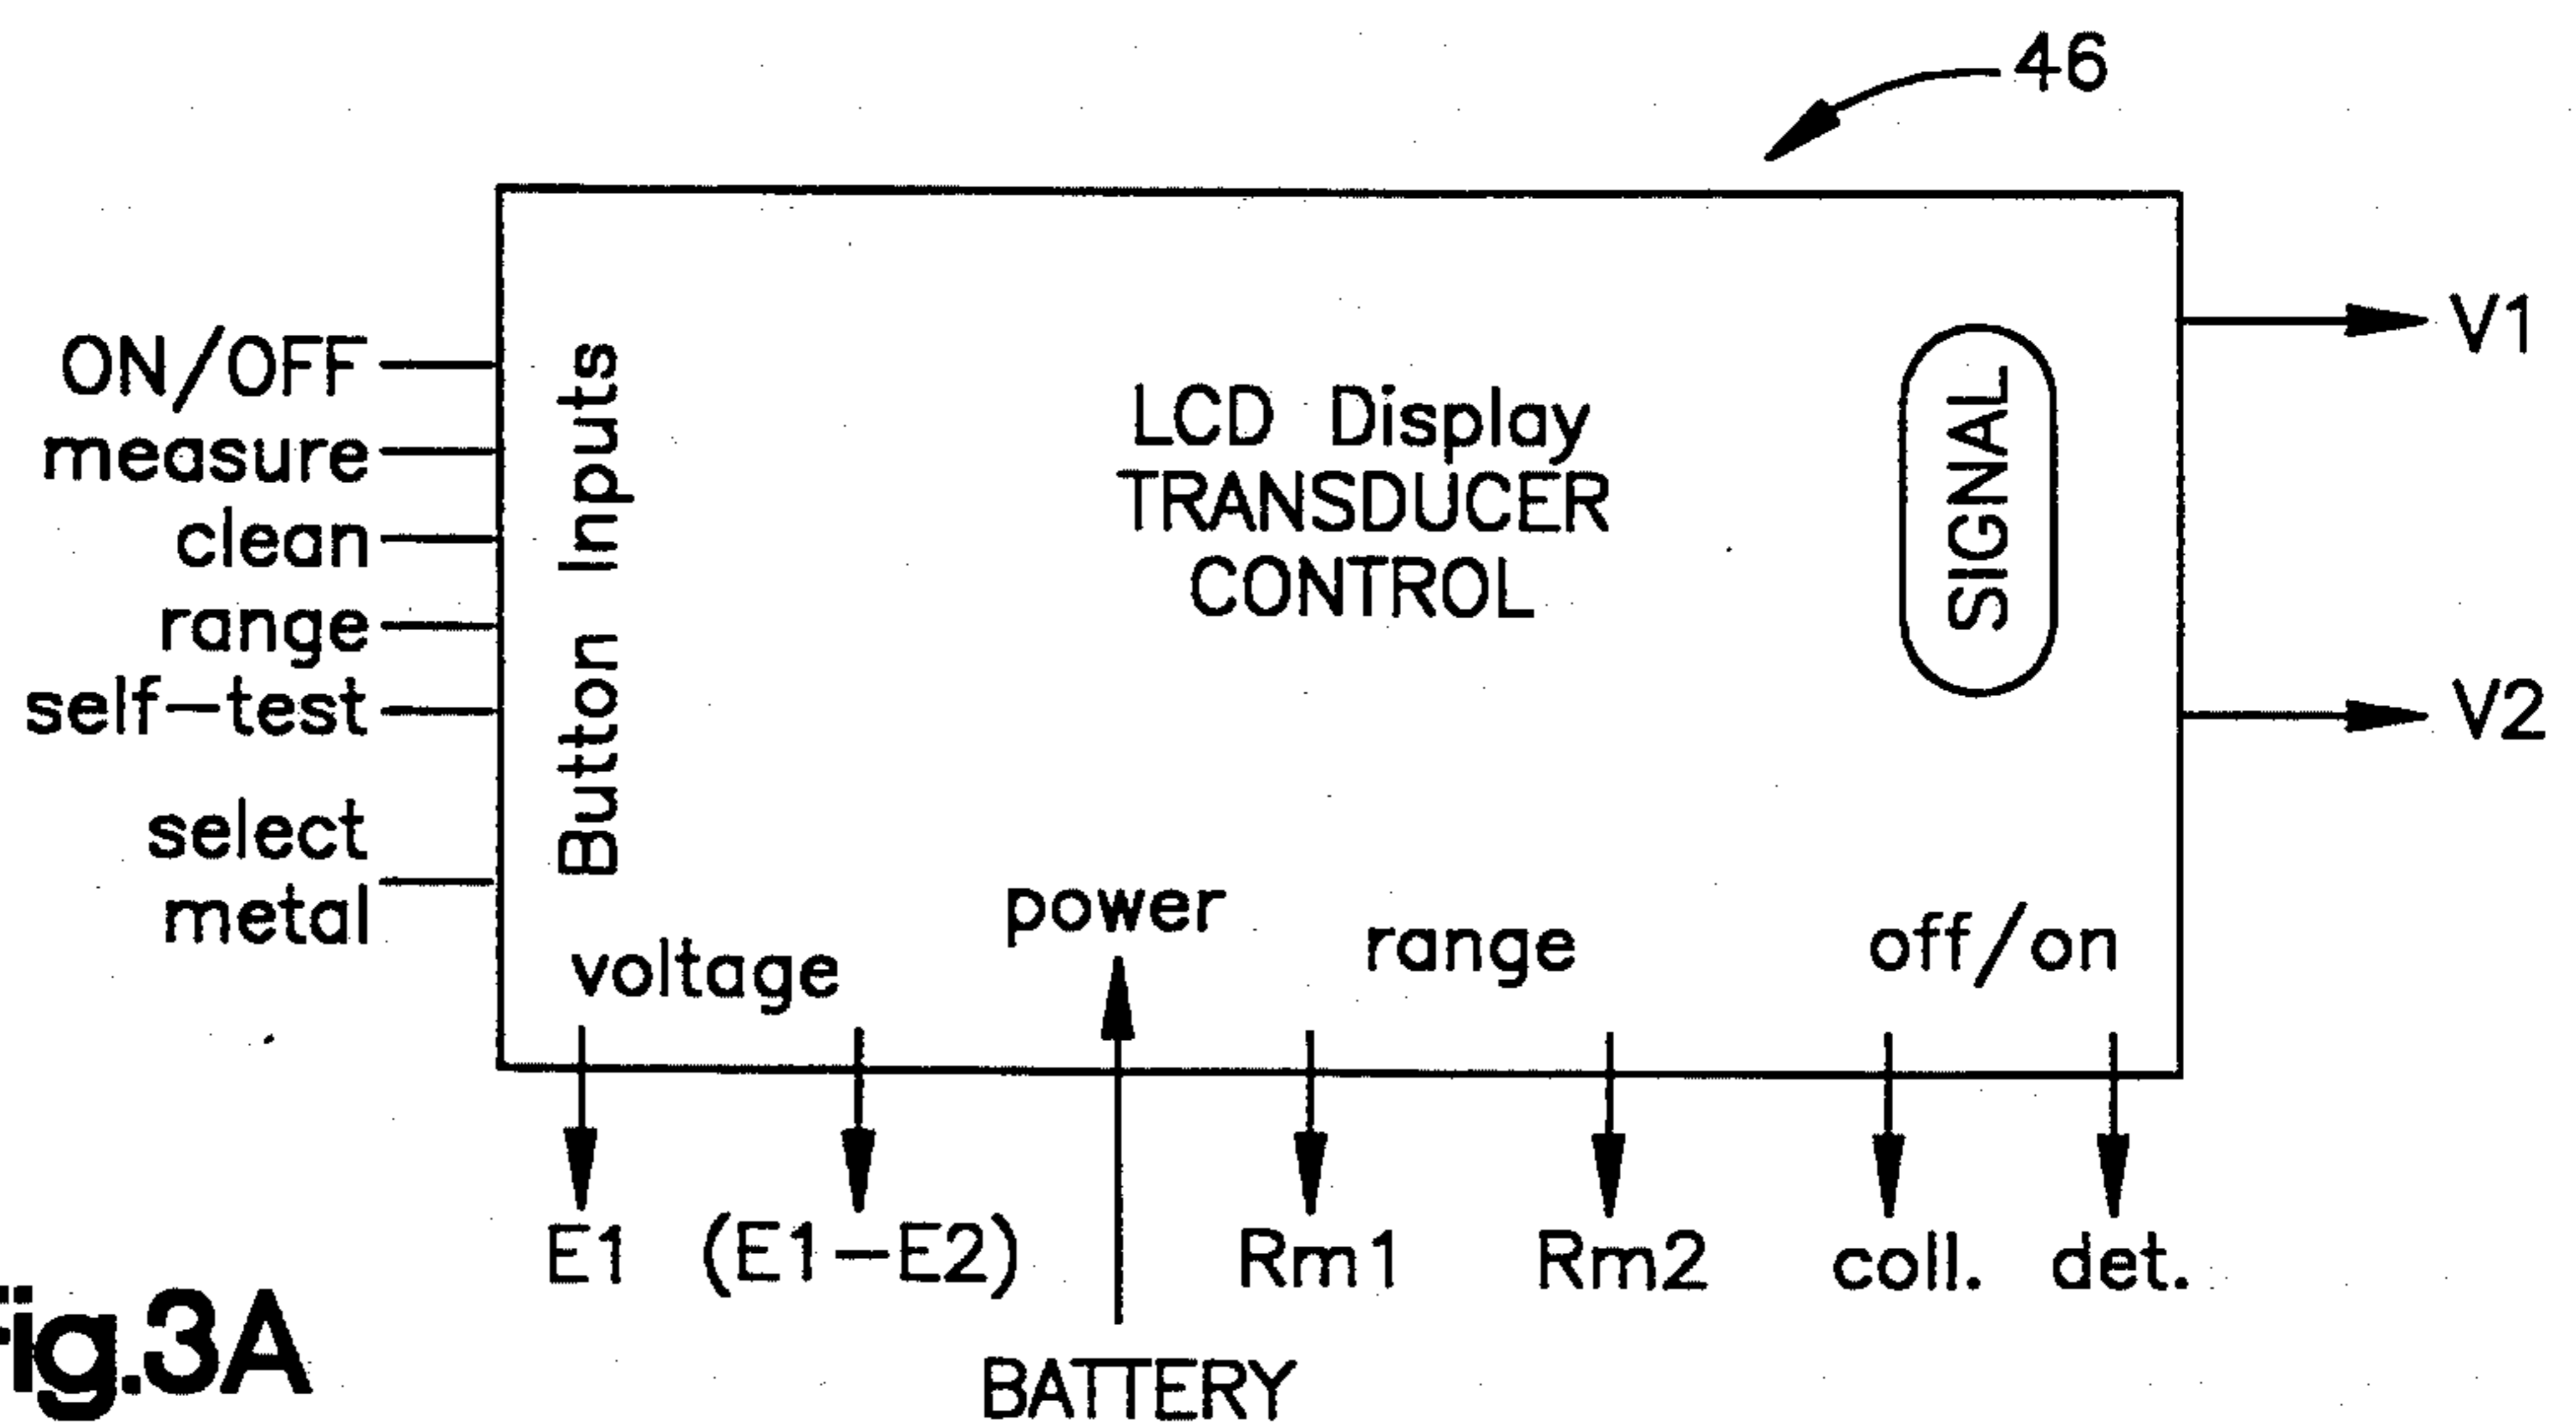 46
ON/OFF
measure
clean
range
self-test
select
metal
Button Inputs
LCD Display
TRANSDUCER
CONTROL
SIGNAL
V1
V2
voltage
power
range
off/on
E1
(E1-E2)
Rm1
Rm2
coll.
det.
BATTERY
Fig.3A